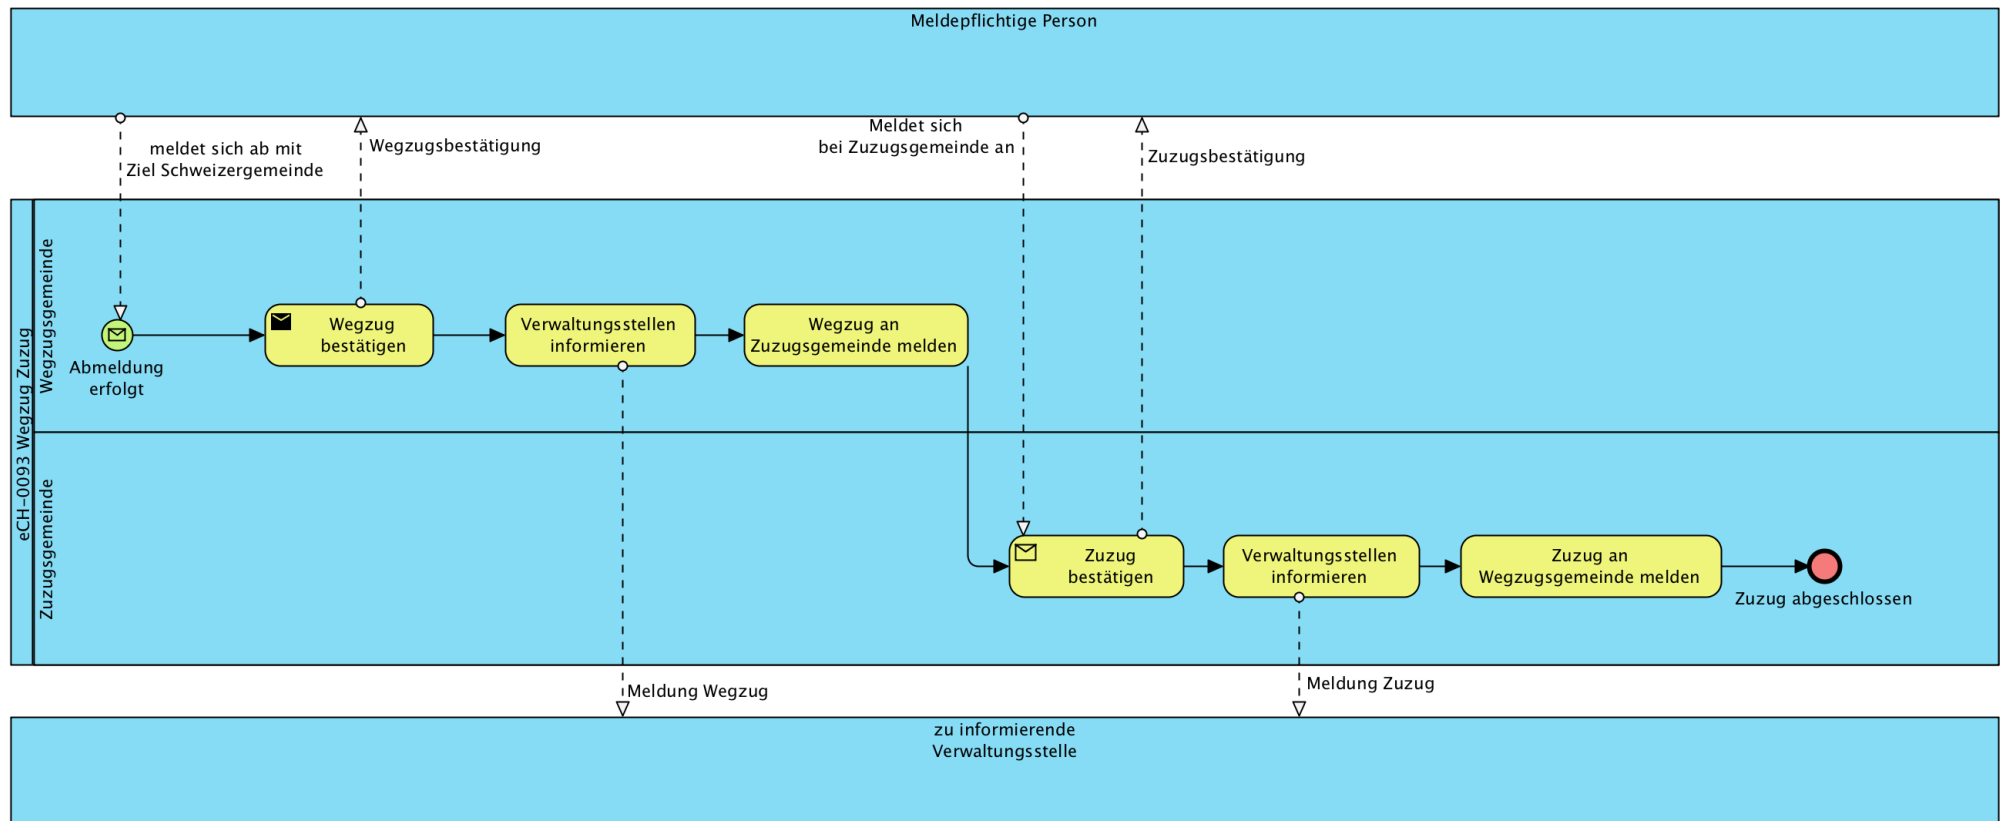 Meldepflichtige Person
meldet sich ab mit
Ziel Schweizergemeinde
Wegzugsbestätigung
Meldet sich
bei Zuzugsgemeinde an
Zuzugsbestätigung
eCH-0093 Wegzug Zuzug
Wegzugsgemeinde
Abmeldung
erfolgt
Wegzug
bestätigen
Verwaltungsstellen
informieren
Wegzug an
Zuzugsgemeinde melden
Zuzugsgemeinde
Zuzug
bestätigen
Verwaltungsstellen
informieren
Zuzug an
Wegzugsgemeinde melden
Zuzug abgeschlossen
Meldung Wegzug
Meldung Zuzug
zu informierende
Verwaltungsstelle